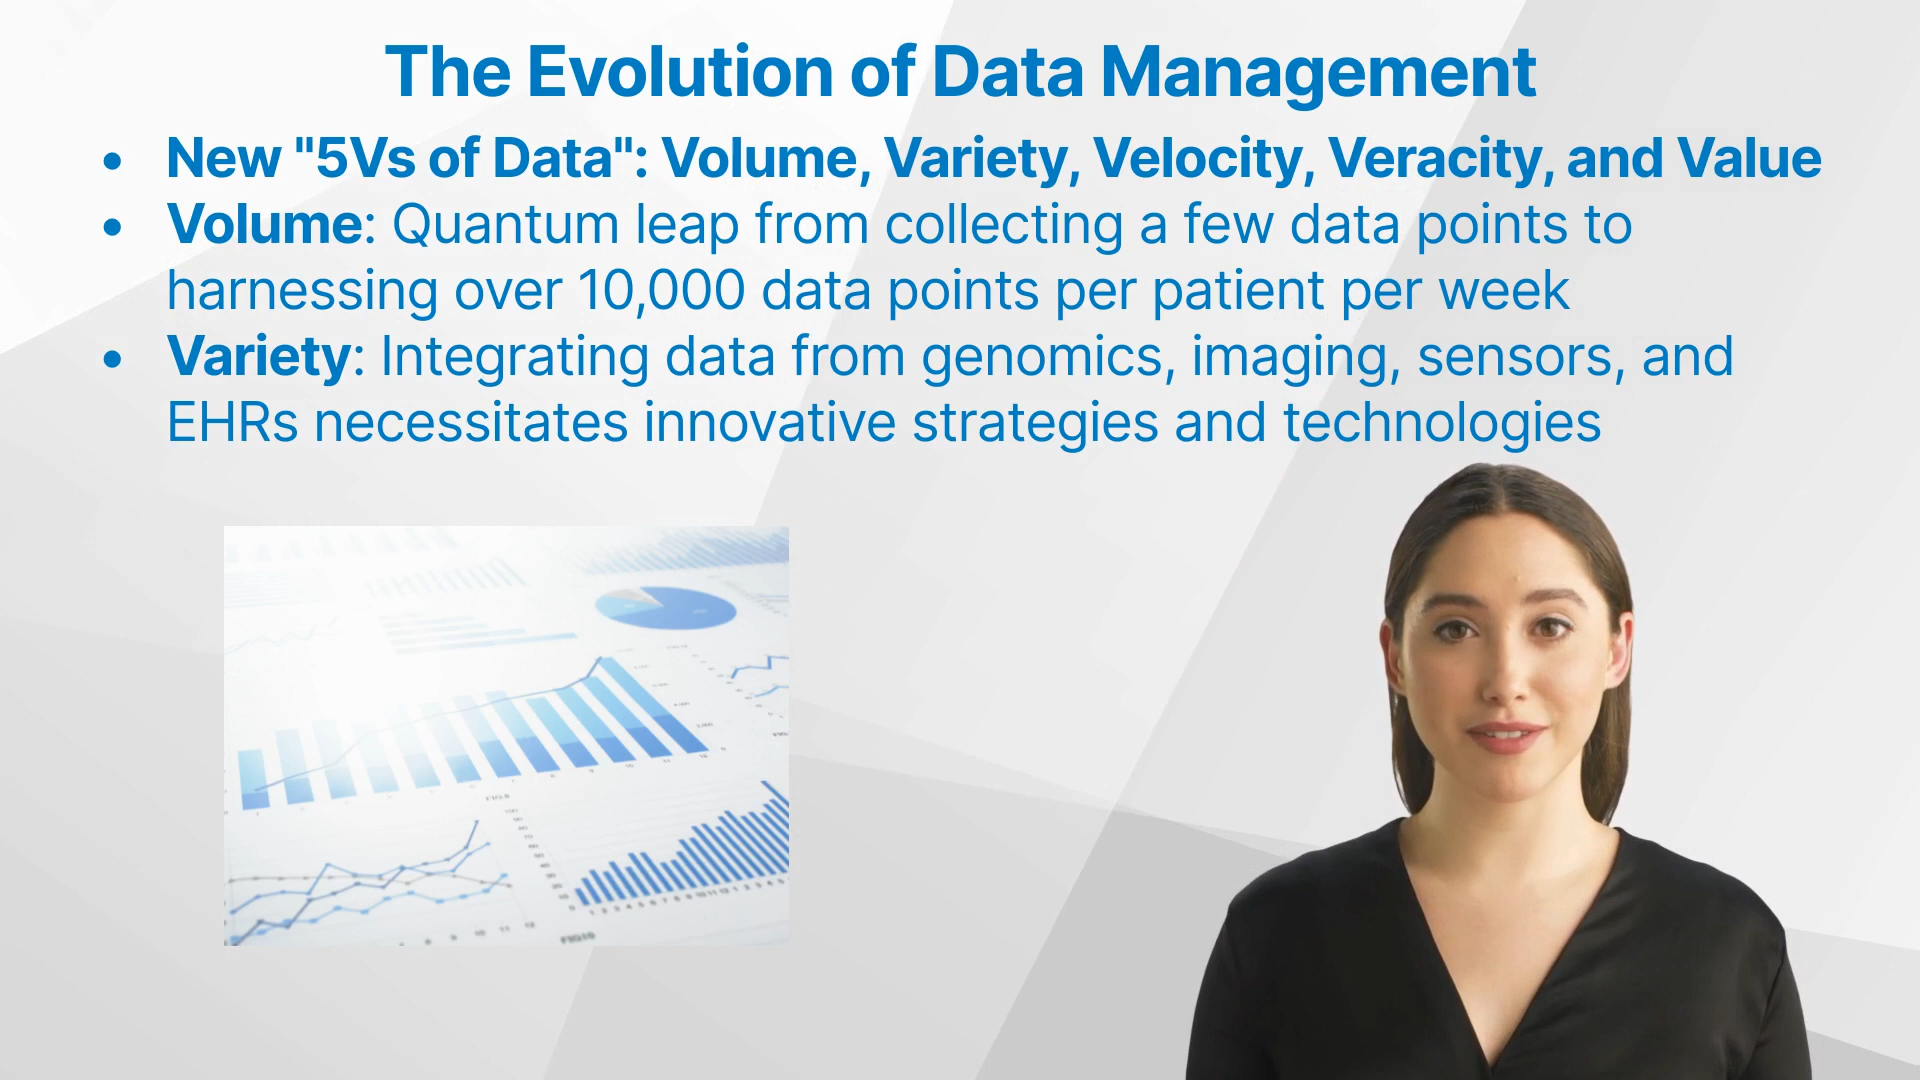 The Evolution of Data Management
• New "5Vs of Data": Volume, Variety, Velocity, Veracity, and Value
• Volume: Quantum leap from collecting a few data points to
harnessing over 10,000 data points per patient per week
• Variety: Integrating data from genomics, imaging, sensors, and
EHRs necessitates innovative strategies and technologies